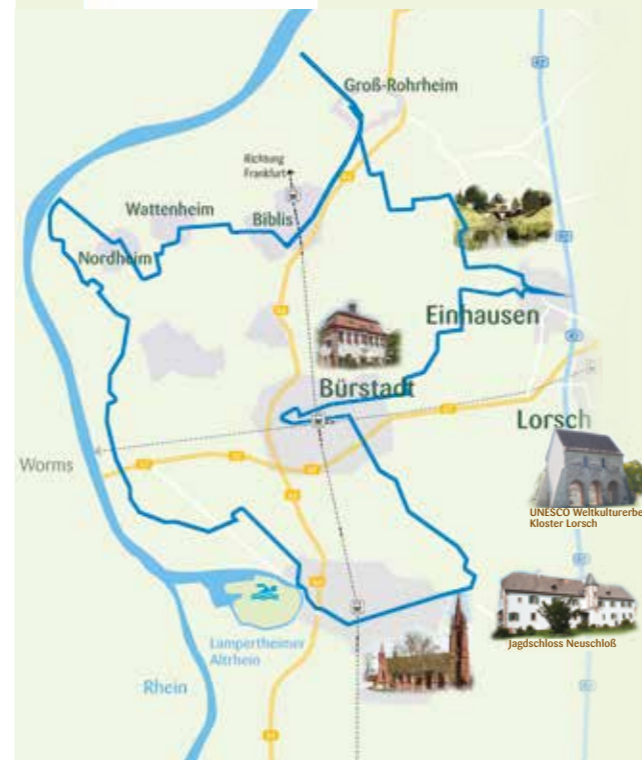 Groß-Rohrheim
Richtung
Frankfurt
Wattenheim
Biblis
Nordheim
Einhausen
Bürstadt
Lorsch
Worms
UNESCO Weltkulturerbe
Kloster Lorsch
Jagdschloss Neuschloß
Lampertheimer
Altrhein
Rhein